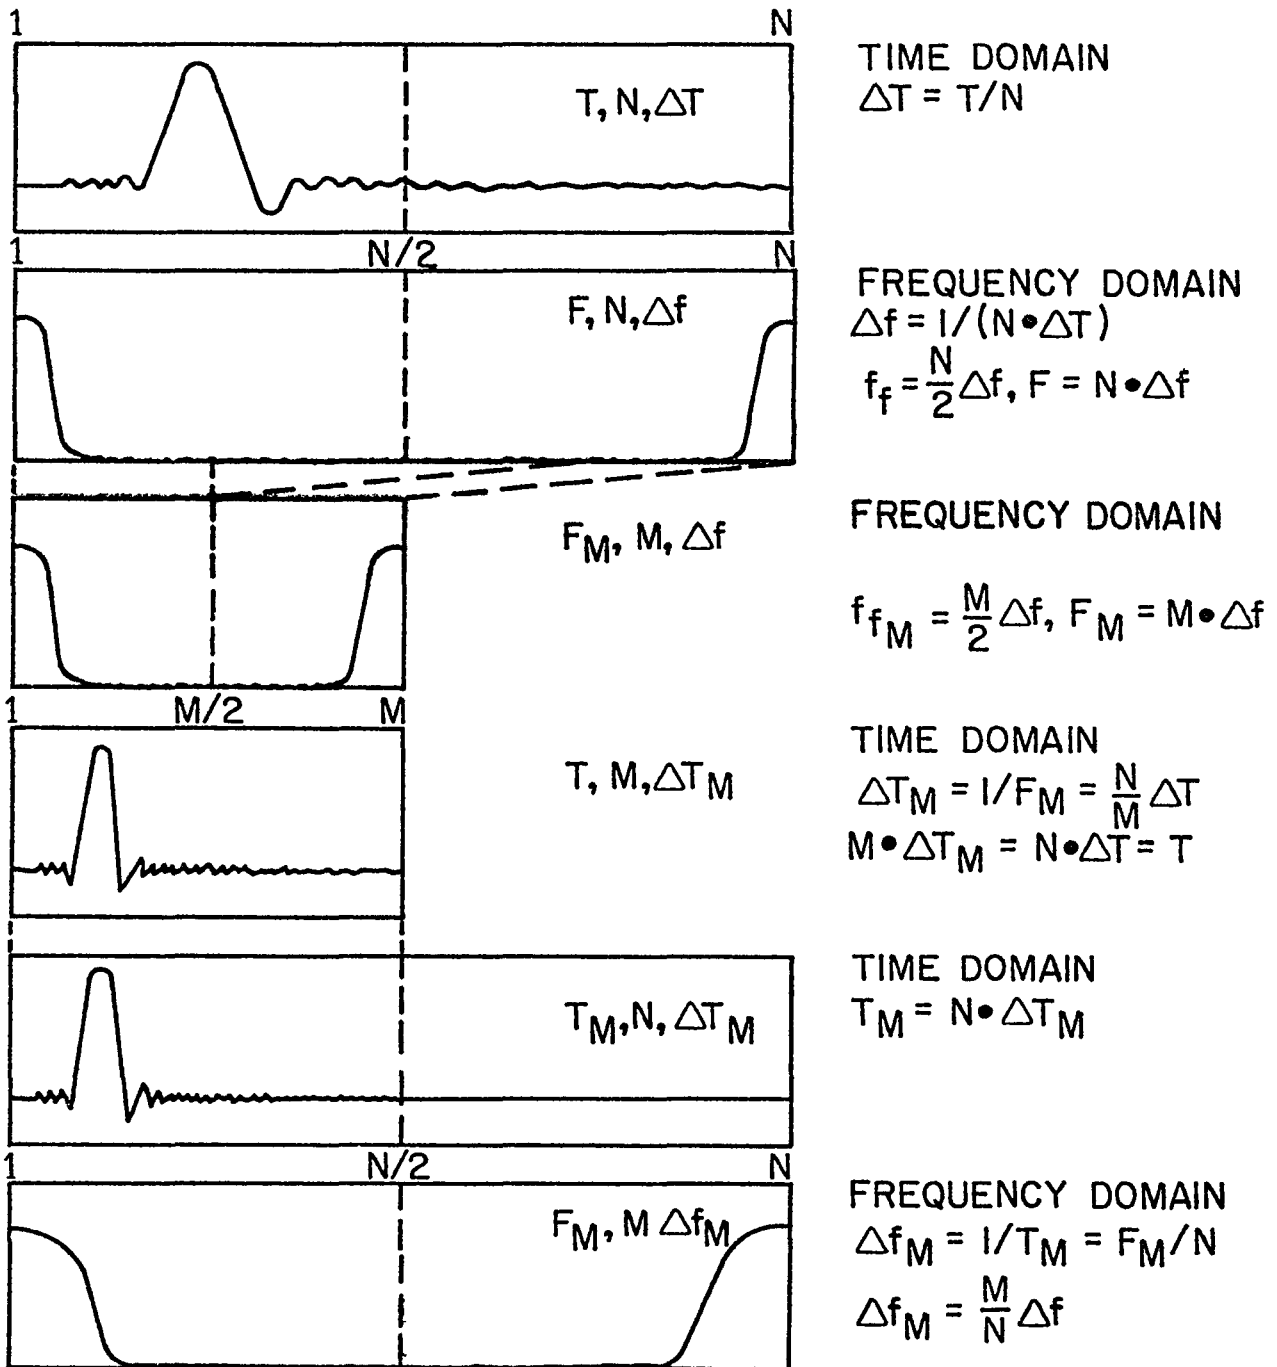 1 N
T, N, ΔT
TIME DOMAIN
ΔT = T/N
1 N/2 N
F, N, Δf
FREQUENCY DOMAIN
Δf = 1/(N•ΔT)
f_f = N/2 Δf, F = N•Δf
F_M, M, Δf
FREQUENCY DOMAIN
f_f_M = M/2 Δf, F_M = M•Δf
1 M/2 M
T, M, ΔT_M
TIME DOMAIN
ΔT_M = 1/F_M = N/M ΔT
M•ΔT_M = N•ΔT = T
T_M, N, ΔT_M
TIME DOMAIN
T_M = N•ΔT_M
1 N/2 N
F_M, M Δf_M
FREQUENCY DOMAIN
Δf_M = 1/T_M = F_M/N
Δf_M = M/N Δf